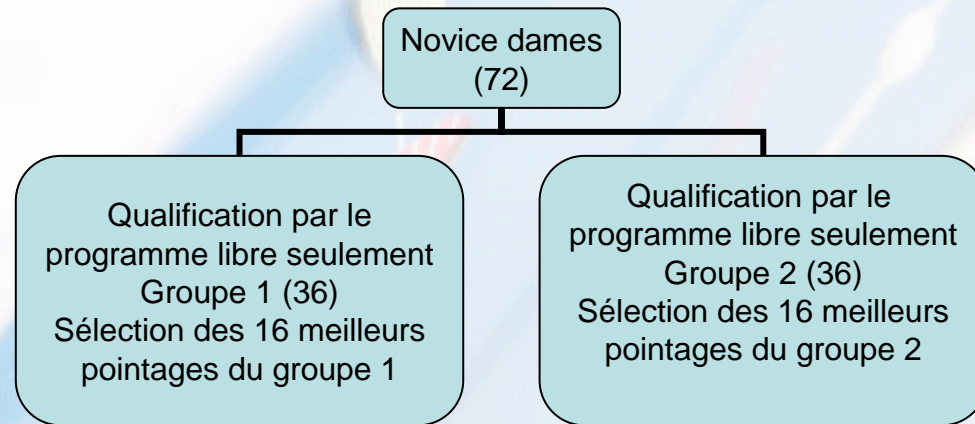 Novice dames
(72)
Qualification par le
programme libre seulement
Groupe 1 (36)
Sélection des 16 meilleurs
pointages du groupe 1
Qualification par le
programme libre seulement
Groupe 2 (36)
Sélection des 16 meilleurs
pointages du groupe 2